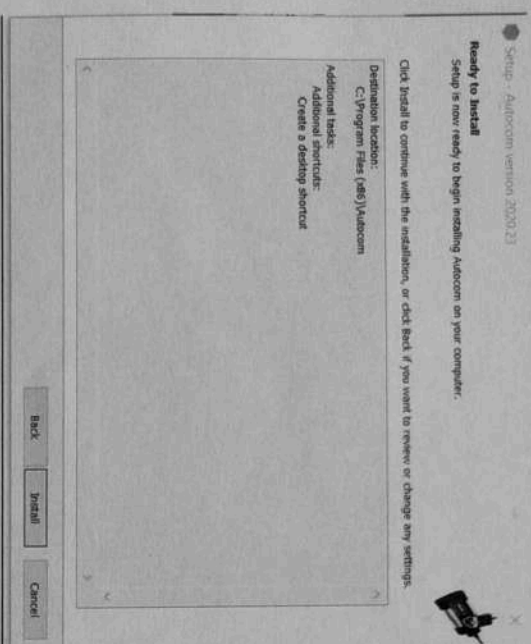 Setup - Autocom version 2020.23
Ready to Install
Setup is now ready to begin installing Autocom on your computer.
Click Install to continue with the installation, or click Back if you want to review or change any settings.
Destination location:
C:\Program Files (x86)\Autocom
Additional tasks:
Additional shortcuts:
Create a desktop shortcut
Back
Install
Cancel